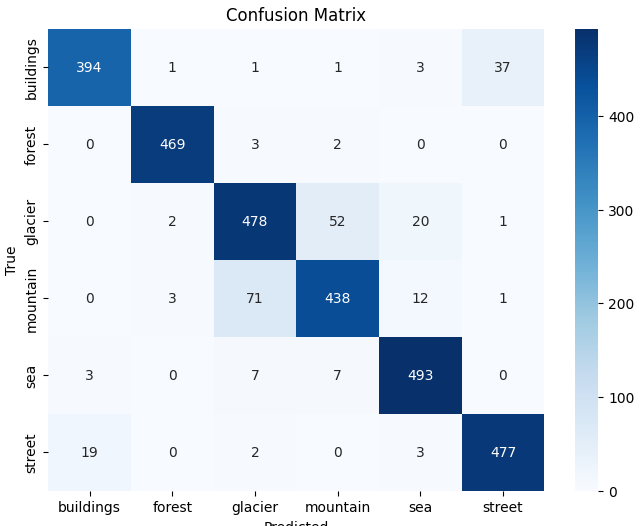 Confusion Matrix
True
buildings 394 1 1 1 3 37
forest 0 469 3 2 0 0
glacier 0 2 478 52 20 1
mountain 0 3 71 438 12 1
sea 3 0 7 7 493 0
street 19 0 2 0 3 477
buildings forest glacier mountain sea street
Predicted
400
300
200
100
0